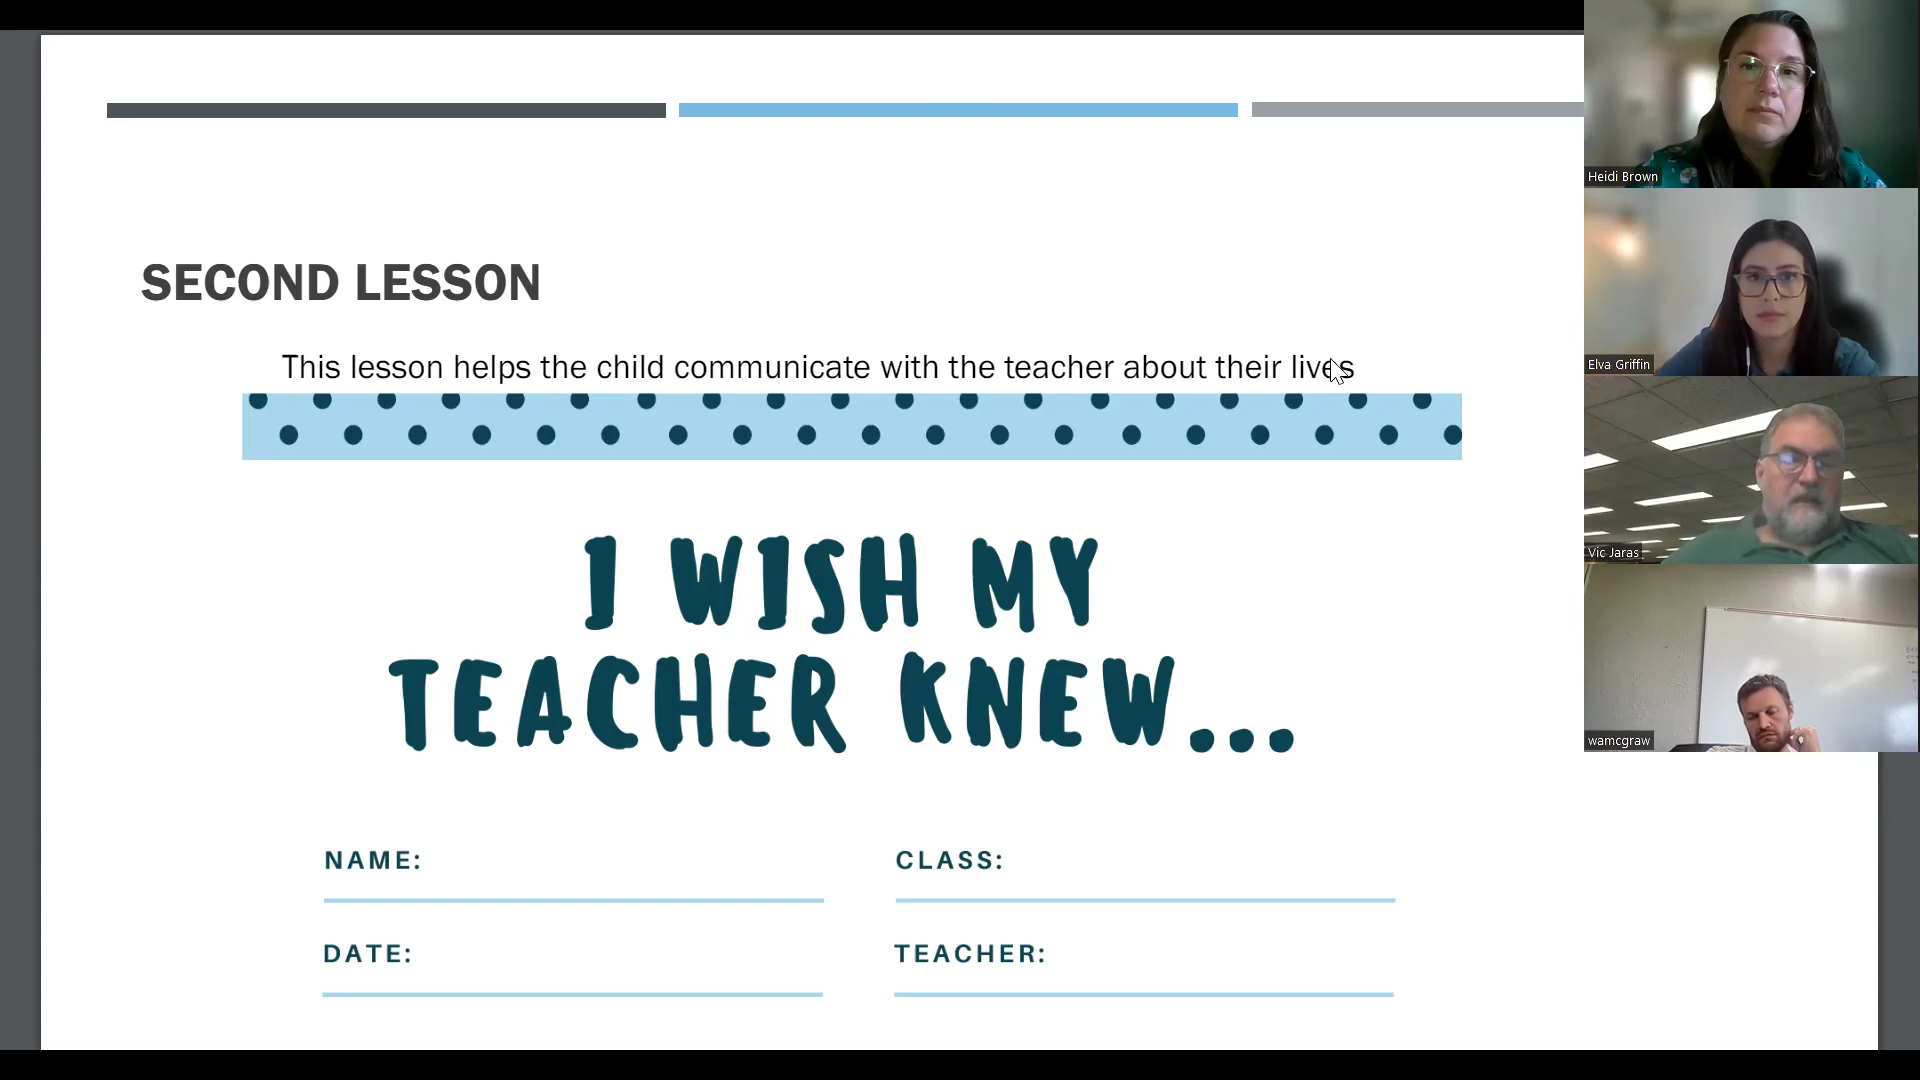 SECOND LESSON
This lesson helps the child communicate with the teacher about their lives
I WISH MY
TEACHER KNEW...
NAME:
CLASS:
DATE:
TEACHER:
Heidi Brown
Elva Griffin
Vic Jaras
wamcgraw